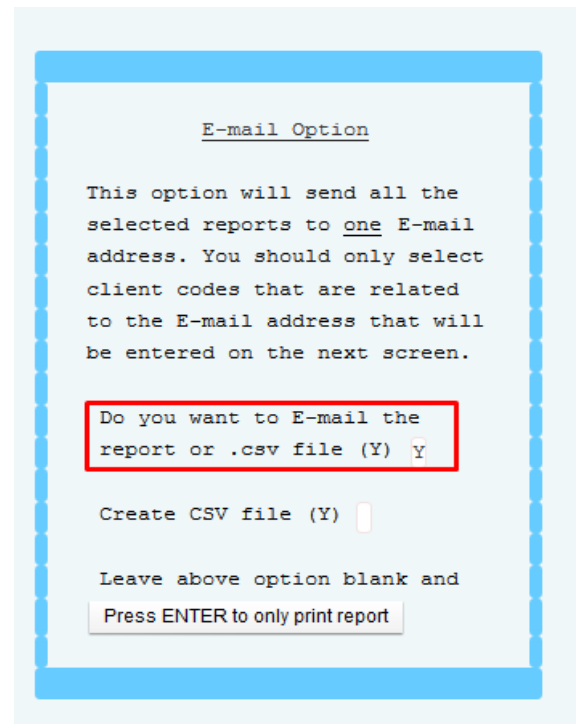 E-mail Option
This option will send all the
selected reports to one E-mail
address. You should only select
client codes that are related
to the E-mail address that will
be entered on the next screen.
Do you want to E-mail the
report or .csv file (Y) Y
Create CSV file (Y)
Leave above option blank and
Press ENTER to only print report